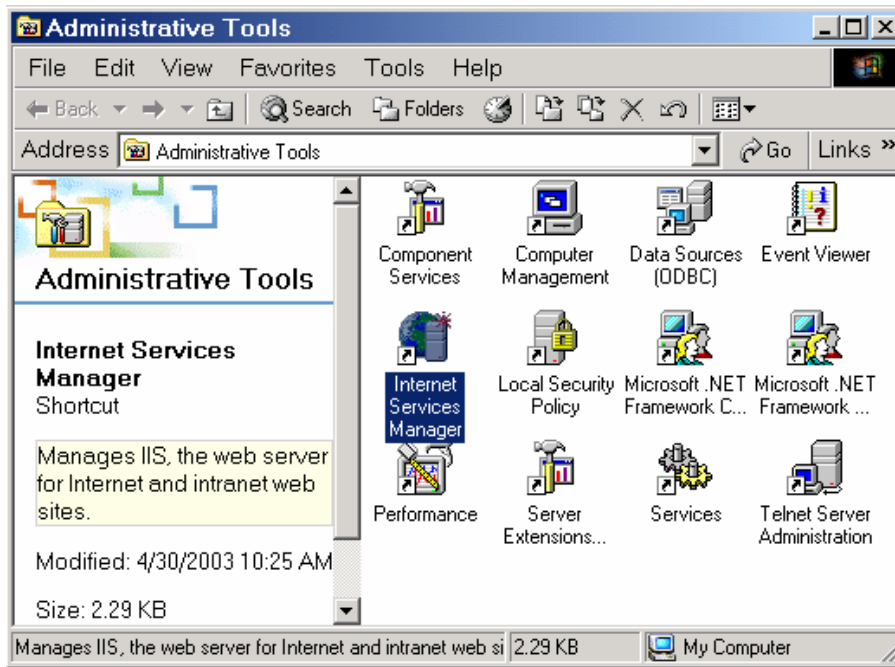 Administrative Tools
File Edit View Favorites Tools Help
Back Search Folders
Address Administrative Tools Go Links »
Administrative Tools
Internet Services
Manager
Shortcut
Manages IIS, the web server
for Internet and intranet web
sites.
Modified: 4/30/2003 10:25 AM
Size: 2.29 KB
Component
Services
Computer
Management
Data Sources
(ODBC)
Event Viewer
Internet
Services
Manager
Local Security
Policy
Microsoft .NET
Framework C...
Microsoft .NET
Framework ...
Performance
Server
Extensions...
Services
Telnet Server
Administration
Manages IIS, the web server for Internet and intranet web si 2.29 KB My Computer